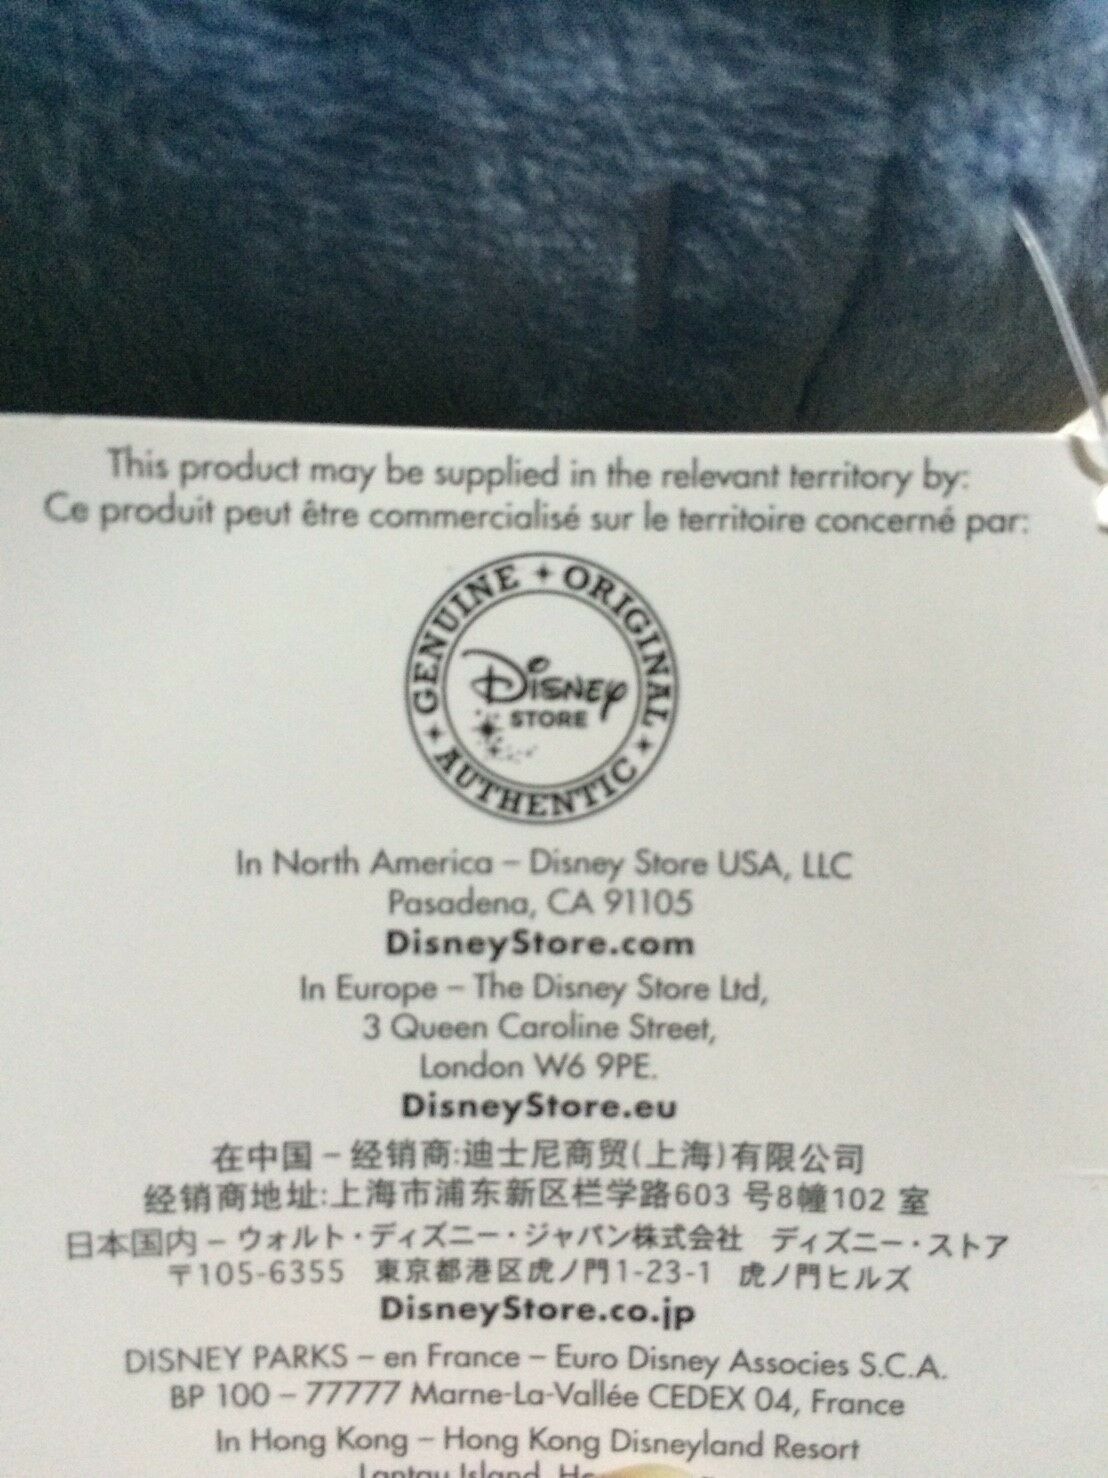 This product may be supplied in the relevant territory by:
Ce produit peut être commercialisé sur le territoire concerné par:
GENUINE ORIGINAL AUTHENTIC
Disney
STORE
In North America – Disney Store USA, LLC
Pasadena, CA 91105
DisneyStore.com
In Europe – The Disney Store Ltd,
3 Queen Caroline Street,
London W6 9PE.
DisneyStore.eu
在中国 – 经销商:迪士尼商贸(上海)有限公司
经销商地址:上海市浦东新区栏学路603 号8幢102 室
日本国内 – ウォルト・ディズニー・ジャパン株式会社 ディズニー・ストア
〒105-6355 東京都港区虎ノ門1-23-1 虎ノ門ヒルズ
DisneyStore.co.jp
DISNEY PARKS – en France – Euro Disney Associes S.C.A.
BP 100 – 77777 Marne-La-Vallée CEDEX 04, France
In Hong Kong – Hong Kong Disneyland Resort
Lantau Island,